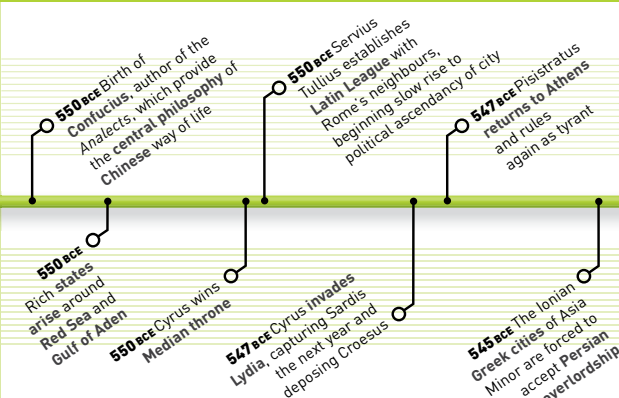 550 BCE Birth of
Confucius, author of the
Analects, which provide
the central philosophy of
Chinese way of life
550 BCE Servius
Tullius establishes
Latin League with
Rome's neighbours,
beginning slow rise to
political ascendancy of city
547 BCE Pisistratus
returns to Athens
and rules
again as tyrant
550 BCE
Rich states
arise around
Red Sea and
Gulf of Aden
550 BCE Cyrus wins
Median throne
547 BCE Cyrus invades
Lydia, capturing Sardis
the next year and
deposing Croesus
545 BCE The Ionian
Greek cities of Asia
Minor are forced to
accept Persian
overlordship